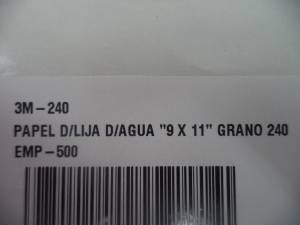 3M-240
PAPEL D/LIJA D/AGUA "9 X 11" GRANO 240
EMP-500